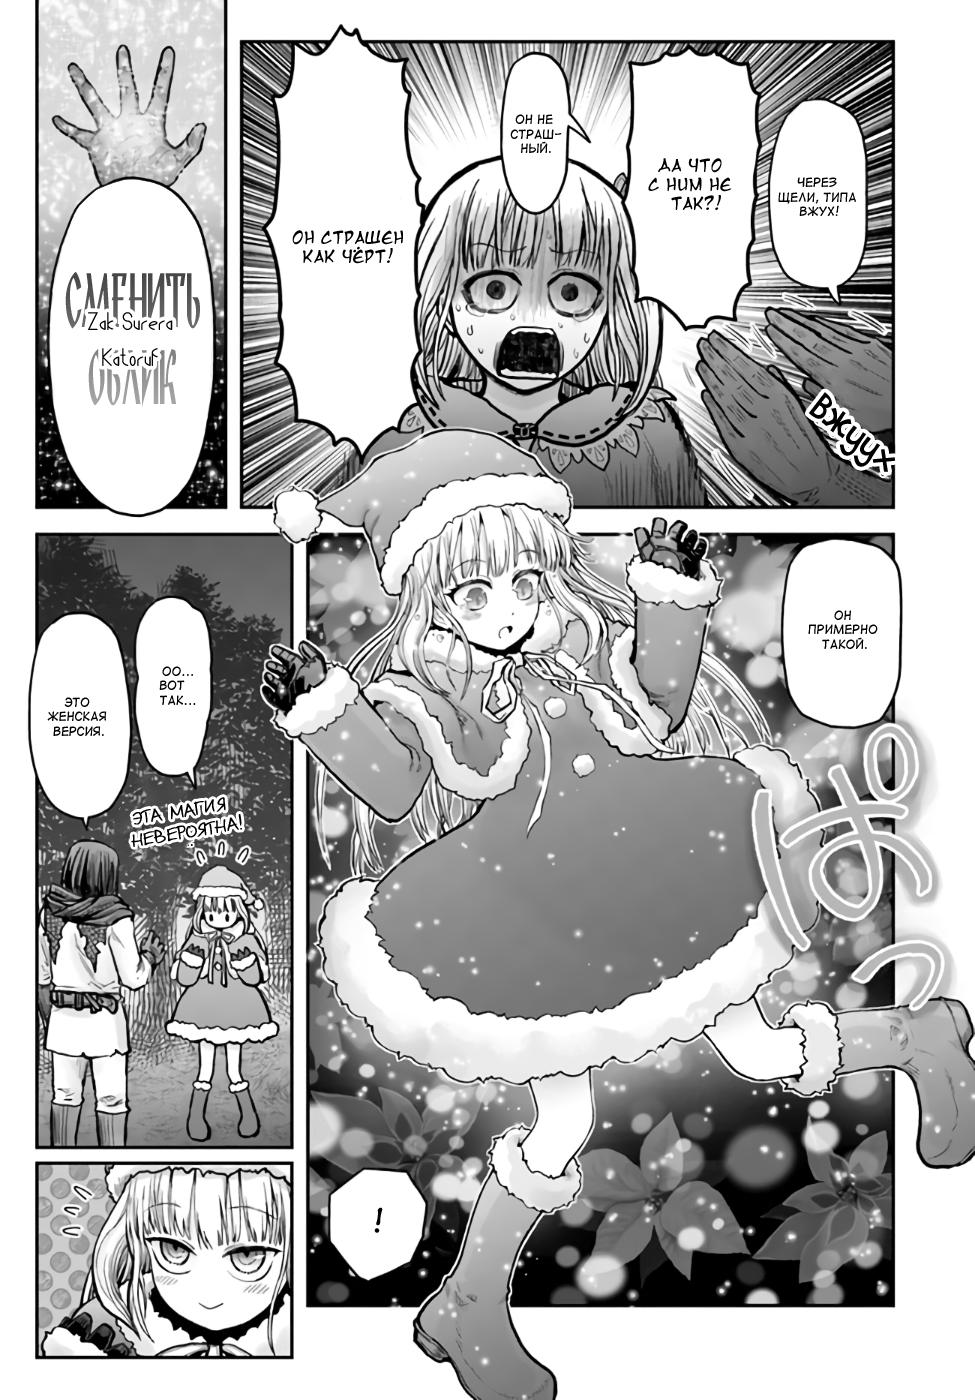 ЧЕРЕЗ
ЩЕЛИ, ТИПА
ВЖУХ!
ВЖУУХ
ДА ЧТО
С НИМ НЕ
ТАК?!
ОН НЕ
СТРАШ-
НЫЙ.
ОН СТРАШЕН
КАК ЧЁРТ!
СМЕНИТЬ
Zak Surera
Katoruf
ОБЛИК
ОН
ПРИМЕРНО
ТАКОЙ.
ぱっ
ОО...
ВОТ
ТАК...
ЭТО
ЖЕНСКАЯ
ВЕРСИЯ.
ЭТА МАГИЯ
НЕВЕРОЯТНА!
!